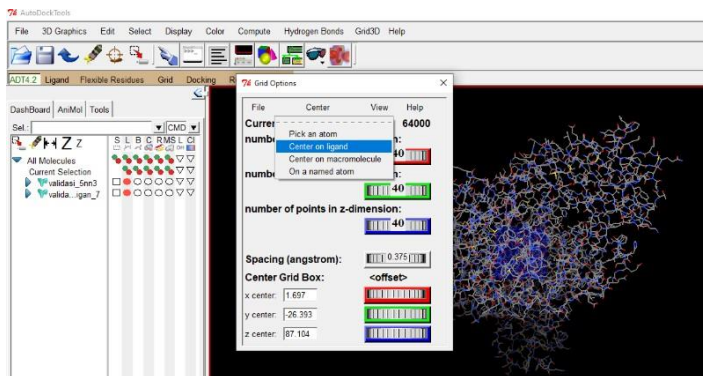 AutoDockTools
File 3D Graphics Edit Select Display Color Compute Hydrogen Bonds Grid3D Help
ADT4.2 Ligand Flexible Residues Grid Docking R
Grid Options
File Center View Help
Curren 64000
Pick an atom
numbe n:
Center on ligand
40
Center on macromolecule
On a named atom
numbe n:
40
number of points in z-dimension:
40
Spacing (angstrom): 0.375
Center Grid Box: <offset>
x center: 1.697
y center: -26.393
z center: 87.104
DashBoard AniMol Tools
Sel.: CMD
Z z S L B C R MS L Cl
All Molecules
Current Selection
validasi_5nn3
valida...igan_7